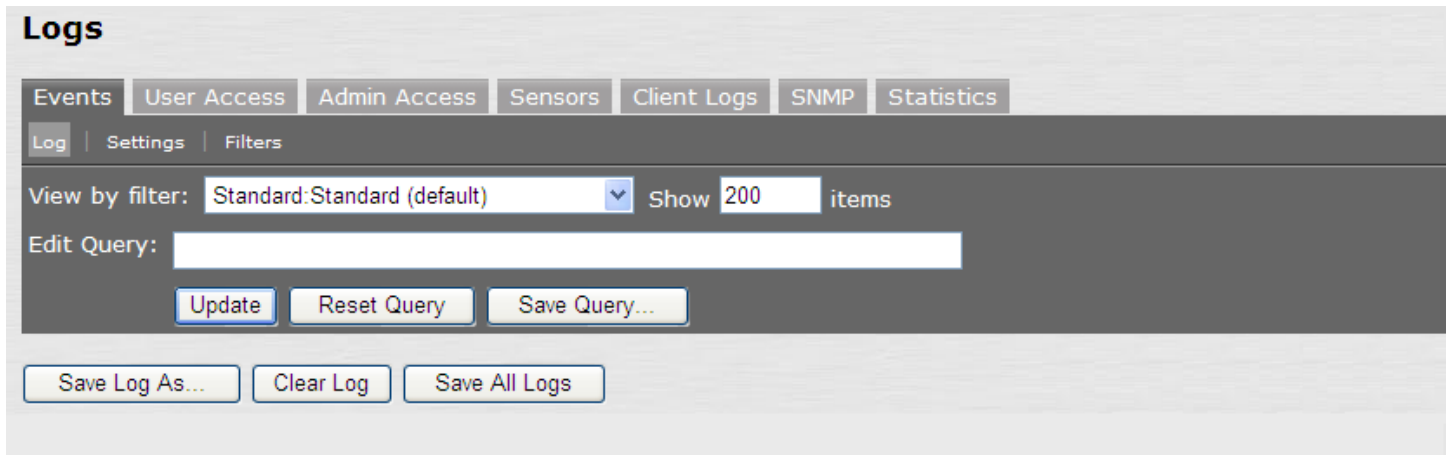 Logs
Events User Access Admin Access Sensors Client Logs SNMP Statistics
Log | Settings | Filters
View by filter: Standard:Standard (default) Show 200 items
Edit Query:
Update Reset Query Save Query...
Save Log As... Clear Log Save All Logs